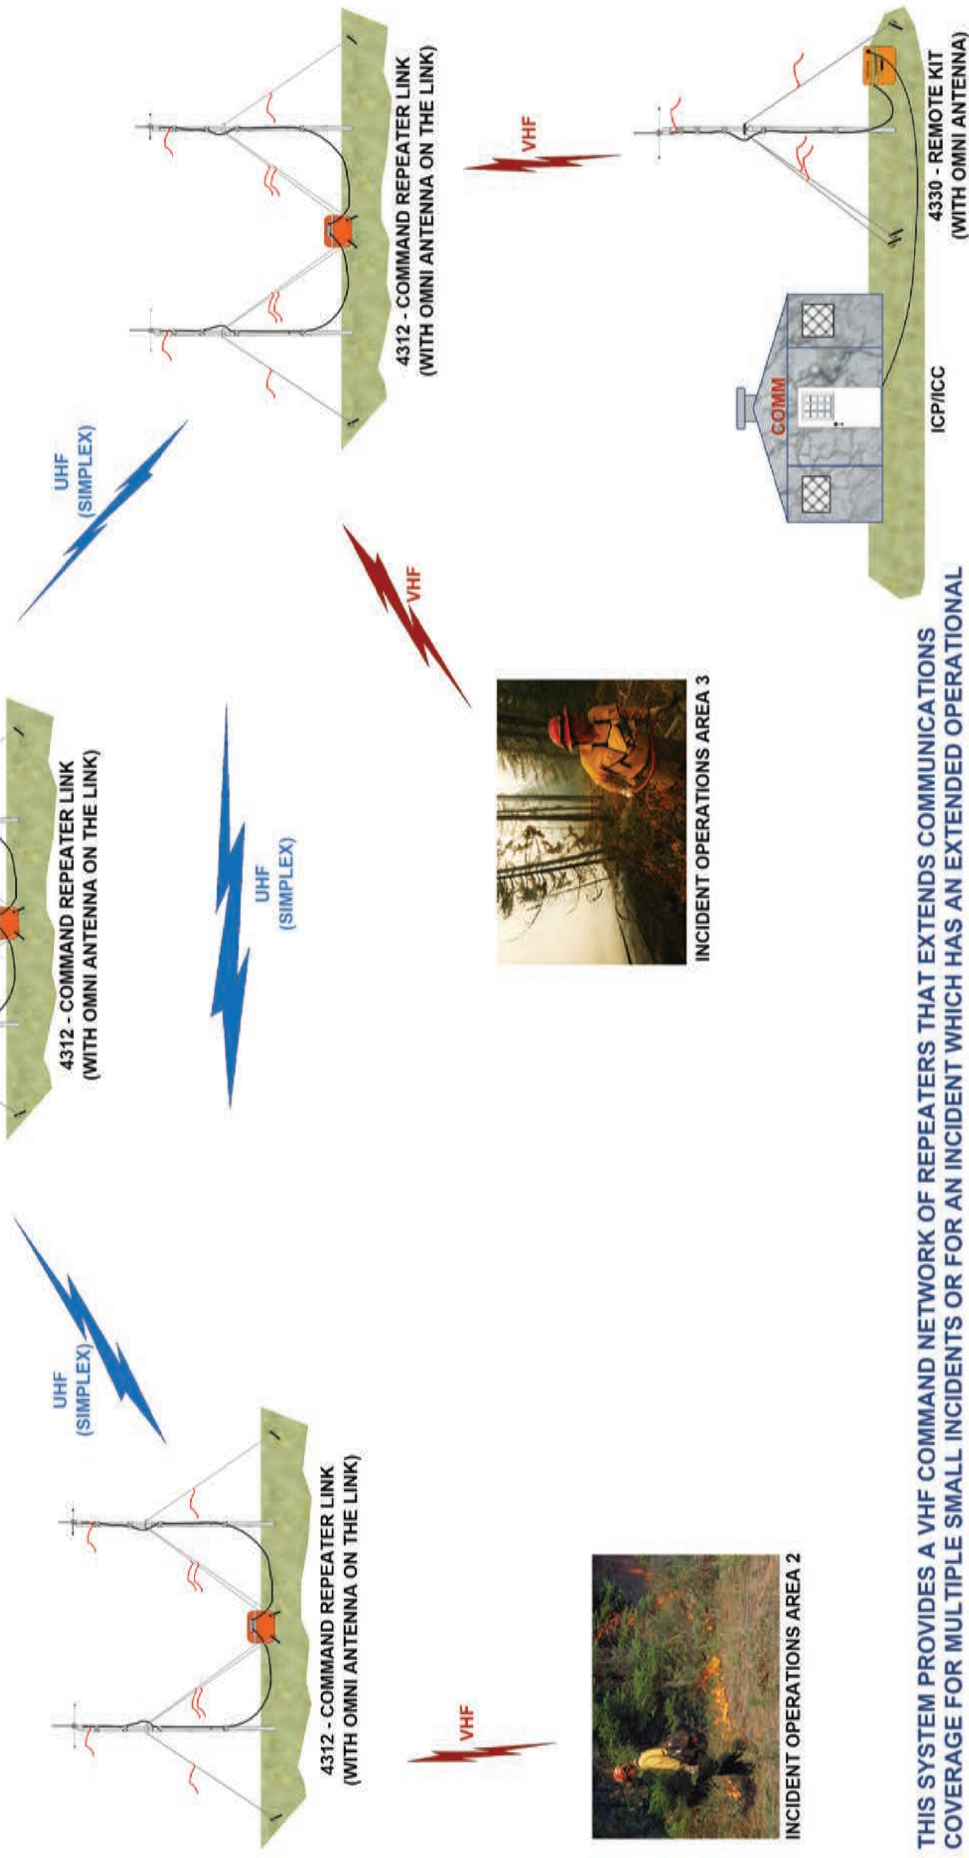 UHF
(SIMPLEX)
UHF
(SIMPLEX)
4312 - COMMAND REPEATER LINK
(WITH OMNI ANTENNA ON THE LINK)
4312 - COMMAND REPEATER LINK
(WITH OMNI ANTENNA ON THE LINK)
UHF
(SIMPLEX)
4312 - COMMAND REPEATER LINK
(WITH OMNI ANTENNA ON THE LINK)
VHF
VHF
VHF
INCIDENT OPERATIONS AREA 2
INCIDENT OPERATIONS AREA 3
COMM
ICP/ICC
4330 - REMOTE KIT
(WITH OMNI ANTENNA)
THIS SYSTEM PROVIDES A VHF COMMAND NETWORK OF REPEATERS THAT EXTENDS COMMUNICATIONS
COVERAGE FOR MULTIPLE SMALL INCIDENTS OR FOR AN INCIDENT WHICH HAS AN EXTENDED OPERATIONAL